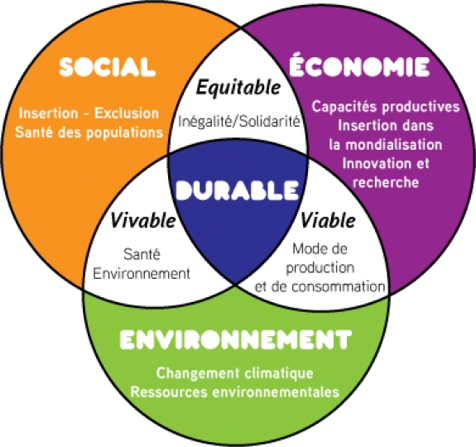 SOCIAL
Insertion - Exclusion
Santé des populations
Equitable
Inégalité/Solidarité
ÉCONOMIE
Capacités productives
Insertion dans
la mondialisation
Innovation et
recherche
DURABLE
Vivable
Santé
Environnement
Viable
Mode de
production
et de consommation
ENVIRONNEMENT
Changement climatique
Ressources environnementales